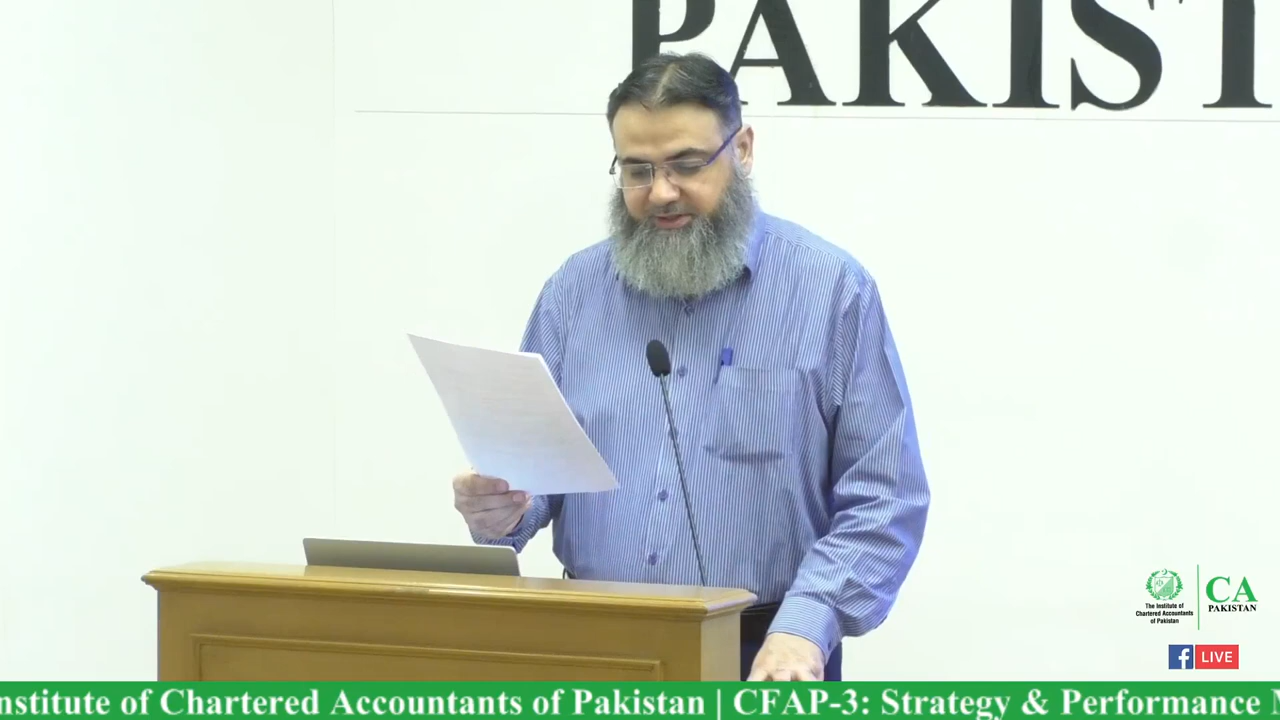 PAKIST
The Institute of
Chartered Accountants
of Pakistan
CA
PAKISTAN
f LIVE
nstitute of Chartered Accountants of Pakistan | CFAP-3: Strategy & Performance